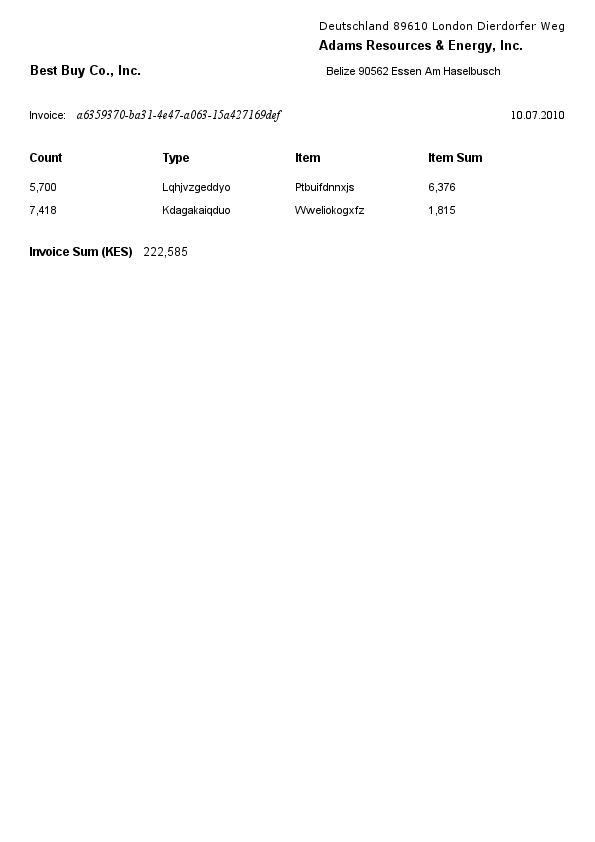 Deutschland 89610 London Dierdorfer Weg
Adams Resources & Energy, Inc.
Best Buy Co., Inc.
Belize 90562 Essen Am Haselbusch
Invoice: a6359370-ba31-4e47-a063-15a427169def 10.07.2010
Count Type Item Item Sum
5,700 Lqhjvzgeddyo Ptbuifdnnxjs 6,376
7,418 Kdagakaiqduo Wweliokogxfz 1,815
Invoice Sum (KES) 222,585